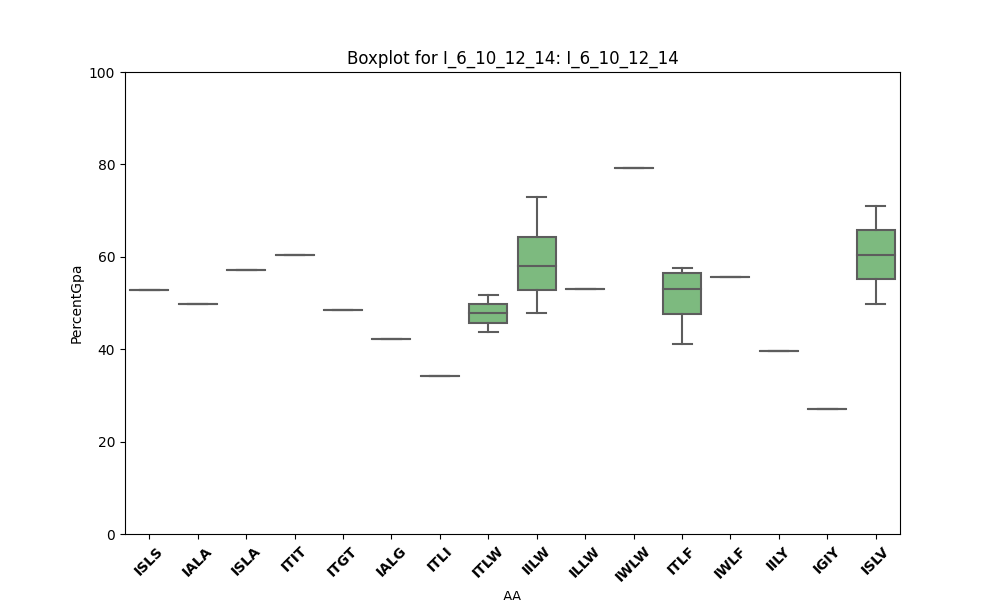 Boxplot for I_6_10_12_14: I_6_10_12_14
100
80
60
40
20
0
PercentGpa
ISLS IALA ISLA ITIT ITGT IALG ITLI ITLW IILW ILLW IWLW ITLF IWLF IILY IGIY ISLV
AA